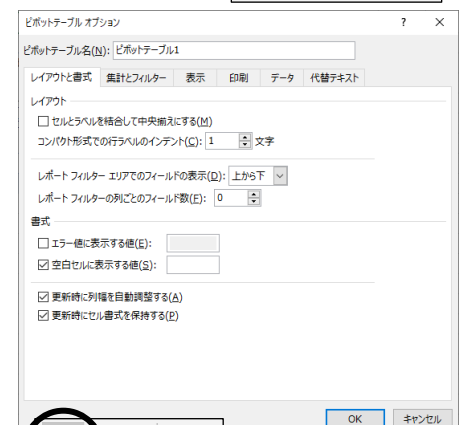 ピボットテーブル オプション ? ×
ピボットテーブル名(N): ピボットテーブル1
レイアウトと書式 集計とフィルター 表示 印刷 データ 代替テキスト
レイアウト
セルとラベルを結合して中央揃えにする(M)
コンパクト形式での行ラベルのインデント(C): 1 文字
レポート フィルター エリアでのフィールドの表示(D): 上から下
レポート フィルターの列ごとのフィールド数(F): 0
書式
エラー値に表示する値(E):
空白セルに表示する値(S):
更新時に列幅を自動調整する(A)
更新時にセル書式を保持する(P)
OK キャンセル